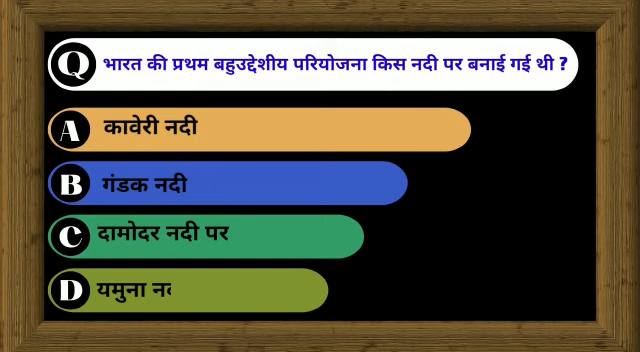 Q भारत की प्रथम बहुउद्देशीय परियोजना किस नदी पर बनाई गई थी ?
A कावेरी नदी
B गंडक नदी
C दामोदर नदी पर
D यमुना